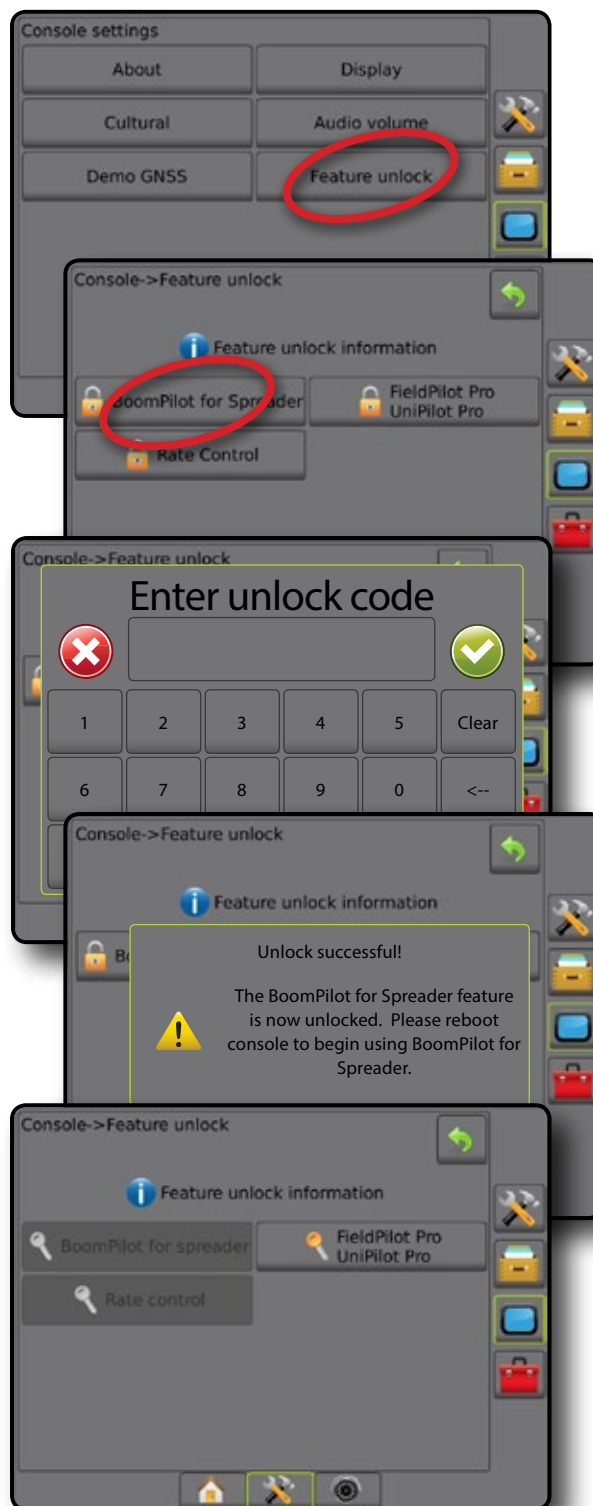 Console settings
About
Display
Cultural
Audio volume
Demo GNSS
Feature unlock
Console->Feature unlock
Feature unlock information
BoomPilot for Spreader
FieldPilot Pro
UniPilot Pro
Rate Control
Console->Feature unlock
Enter unlock code
1 2 3 4 5 Clear
6 7 8 9 0 <--
Console->Feature unlock
Feature unlock information
Unlock successful!
The BoomPilot for Spreader feature
is now unlocked. Please reboot
console to begin using BoomPilot for
Spreader.
Console->Feature unlock
Feature unlock information
BoomPilot for spreader
FieldPilot Pro
UniPilot Pro
Rate control